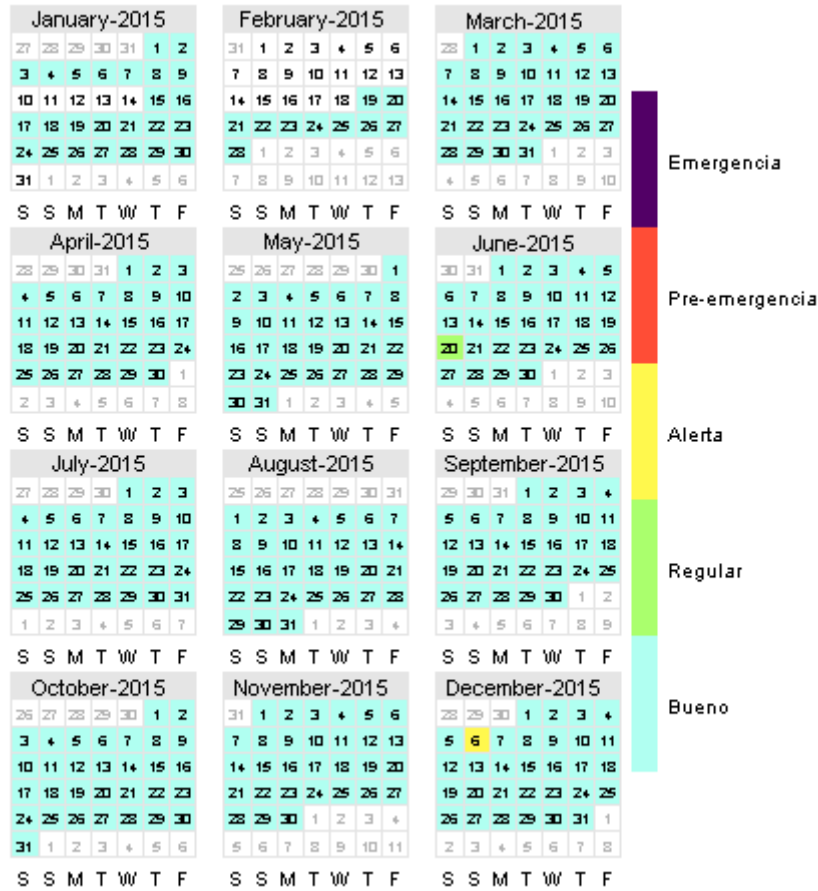 January-2015
27 28 29 30 31 1 2
3 4 5 6 7 8 9
10 11 12 13 14 15 16
17 18 19 20 21 22 23
24 25 26 27 28 29 30
31 1 2 3 4 5 6
S S M T W T F
February-2015
31 1 2 3 4 5 6
7 8 9 10 11 12 13
14 15 16 17 18 19 20
21 22 23 24 25 26 27
28 1 2 3 4 5 6
7 8 9 10 11 12 13
S S M T W T F
March-2015
28 1 2 3 4 5 6
7 8 9 10 11 12 13
14 15 16 17 18 19 20
21 22 23 24 25 26 27
28 29 30 31 1 2 3
4 5 6 7 8 9 10
S S M T W T F
April-2015
28 29 30 31 1 2 3
4 5 6 7 8 9 10
11 12 13 14 15 16 17
18 19 20 21 22 23 24
25 26 27 28 29 30 1
2 3 4 5 6 7 8
S S M T W T F
May-2015
25 26 27 28 29 30 1
2 3 4 5 6 7 8
9 10 11 12 13 14 15
16 17 18 19 20 21 22
23 24 25 26 27 28 29
30 31 1 2 3 4 5
S S M T W T F
June-2015
30 31 1 2 3 4 5
6 7 8 9 10 11 12
13 14 15 16 17 18 19
20 21 22 23 24 25 26
27 28 29 30 1 2 3
4 5 6 7 8 9 10
S S M T W T F
July-2015
27 28 29 30 1 2 3
4 5 6 7 8 9 10
11 12 13 14 15 16 17
18 19 20 21 22 23 24
25 26 27 28 29 30 31
1 2 3 4 5 6 7
S S M T W T F
August-2015
25 26 27 28 29 30 31
1 2 3 4 5 6 7
8 9 10 11 12 13 14
15 16 17 18 19 20 21
22 23 24 25 26 27 28
29 30 31 1 2 3 4
S S M T W T F
September-2015
29 30 31 1 2 3 4
5 6 7 8 9 10 11
12 13 14 15 16 17 18
19 20 21 22 23 24 25
26 27 28 29 30 1 2
3 4 5 6 7 8 9
S S M T W T F
October-2015
26 27 28 29 30 1 2
3 4 5 6 7 8 9
10 11 12 13 14 15 16
17 18 19 20 21 22 23
24 25 26 27 28 29 30
31 1 2 3 4 5 6
S S M T W T F
November-2015
31 1 2 3 4 5 6
7 8 9 10 11 12 13
14 15 16 17 18 19 20
21 22 23 24 25 26 27
28 29 30 1 2 3 4
5 6 7 8 9 10 11
S S M T W T F
December-2015
28 29 30 1 2 3 4
5 6 7 8 9 10 11
12 13 14 15 16 17 18
19 20 21 22 23 24 25
26 27 28 29 30 31 1
2 3 4 5 6 7 8
S S M T W T F
Emergencia
Pre-emergencia
Alerta
Regular
Bueno